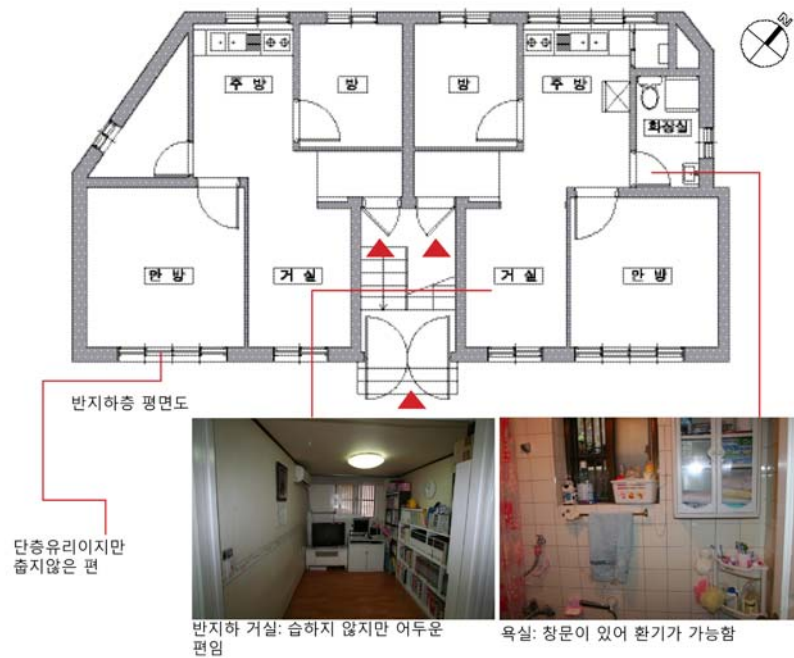 N
주 방
방
방
주 방
화장실
안 방
거 실
거 실
안 방
반지하층 평면도
단층유리이지만
춥지않은 편
반지하 거실: 습하지 않지만 어두운
편임
욕실: 창문이 있어 환기가 가능함